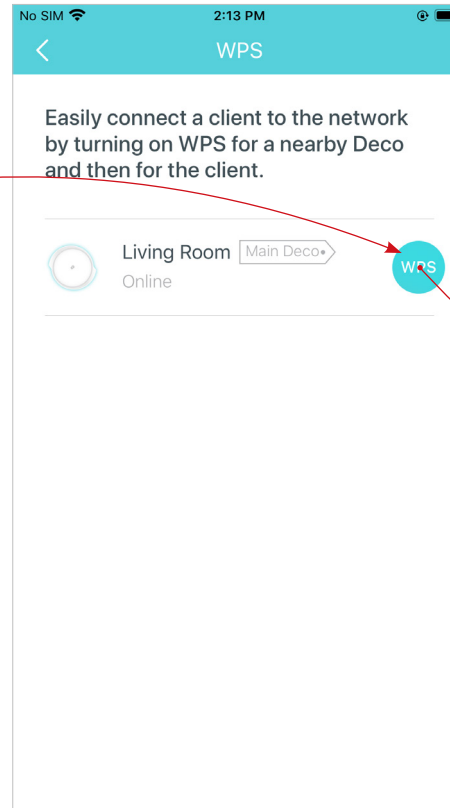 No SIM 2:13 PM
WPS
Easily connect a client to the network
by turning on WPS for a nearby Deco
and then for the client.
Living Room Main Deco
Online
WPS